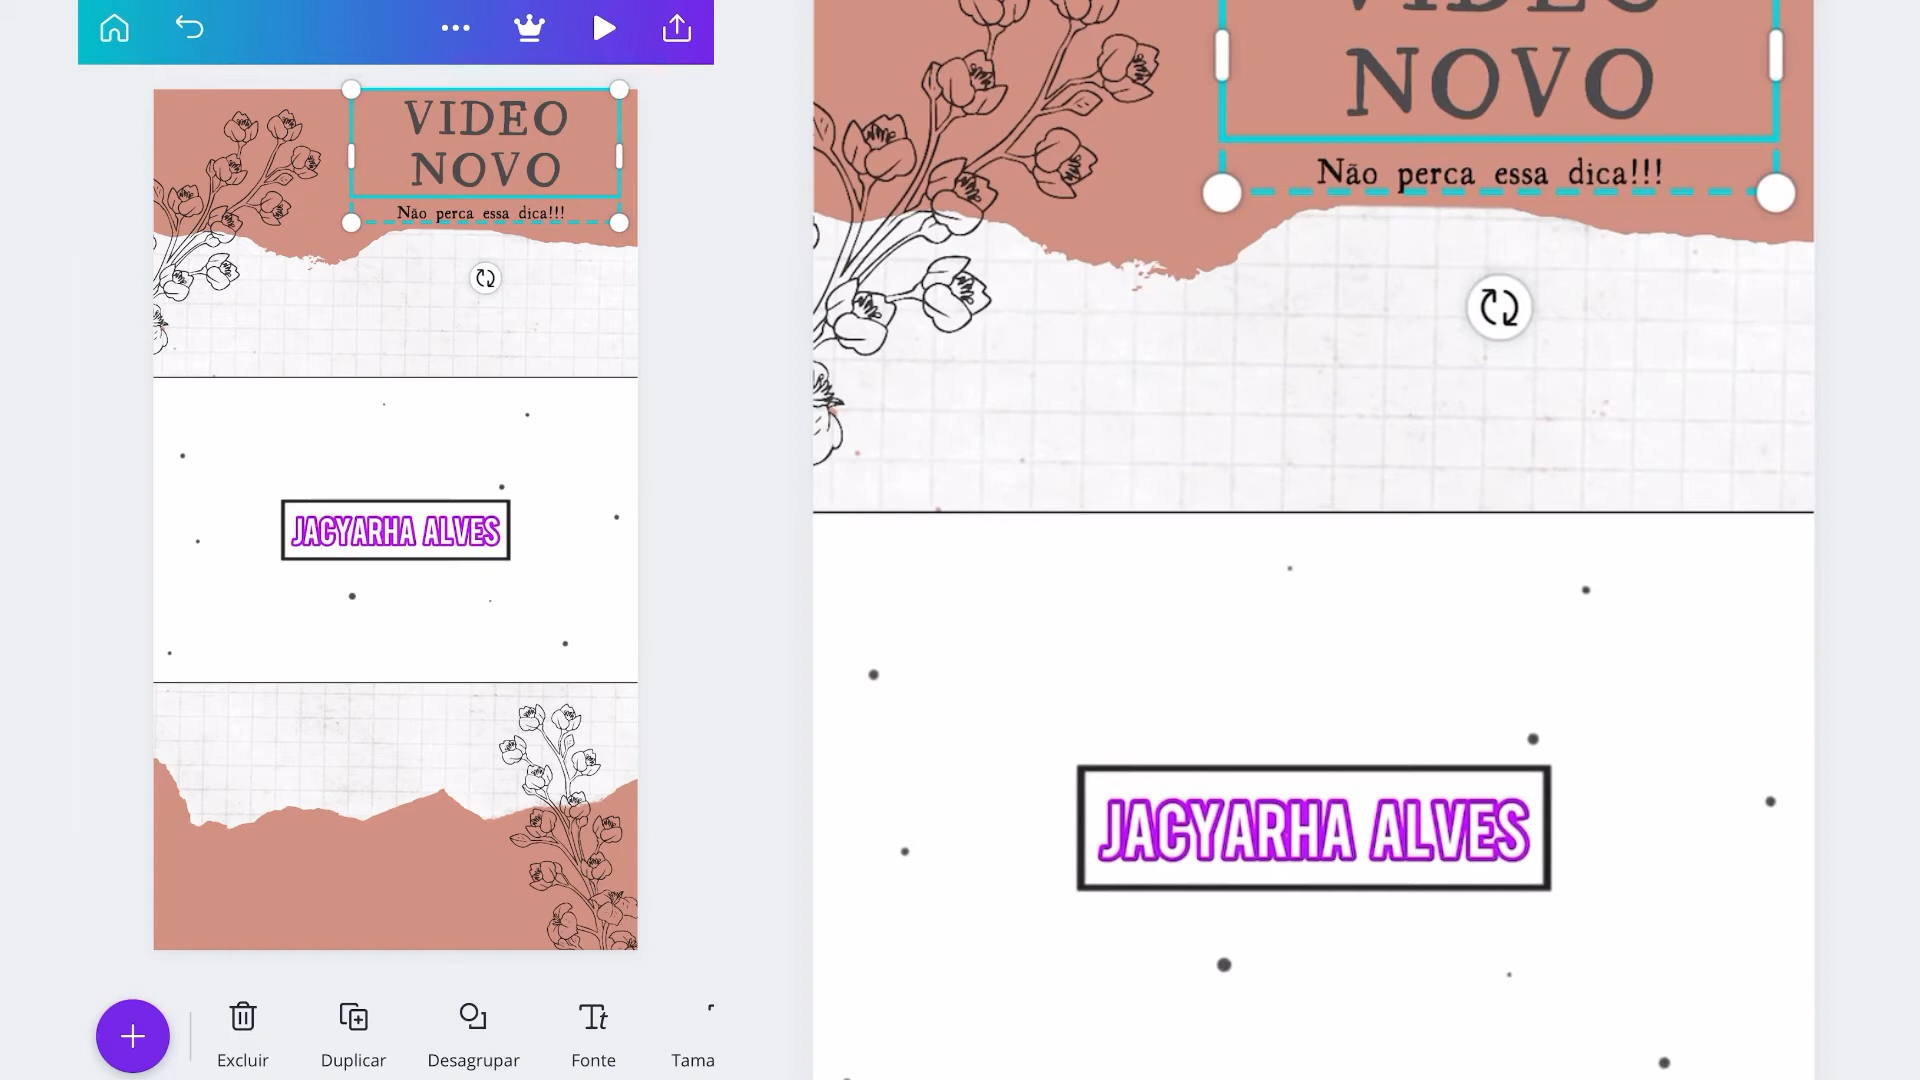 VIDEO
NOVO
Não perca essa dica!!!
JACYARHA ALVES
Excluir
Duplicar
Desagrupar
Fonte
Tama
NOVO
Não perca essa dica!!!
JACYARHA ALVES